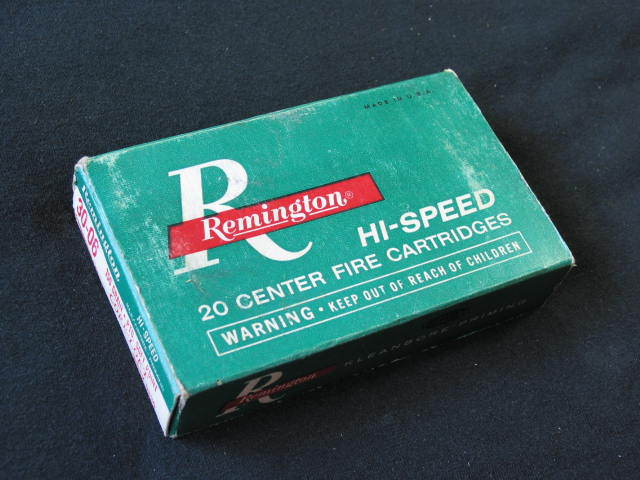 MADE IN U.S.A.
R
Remington®
HI-SPEED
20 CENTER FIRE CARTRIDGES
WARNING • KEEP OUT OF REACH OF CHILDREN
R
Remington
KLEANBORE PRIMING
Remington
HI-SPEED
30-06